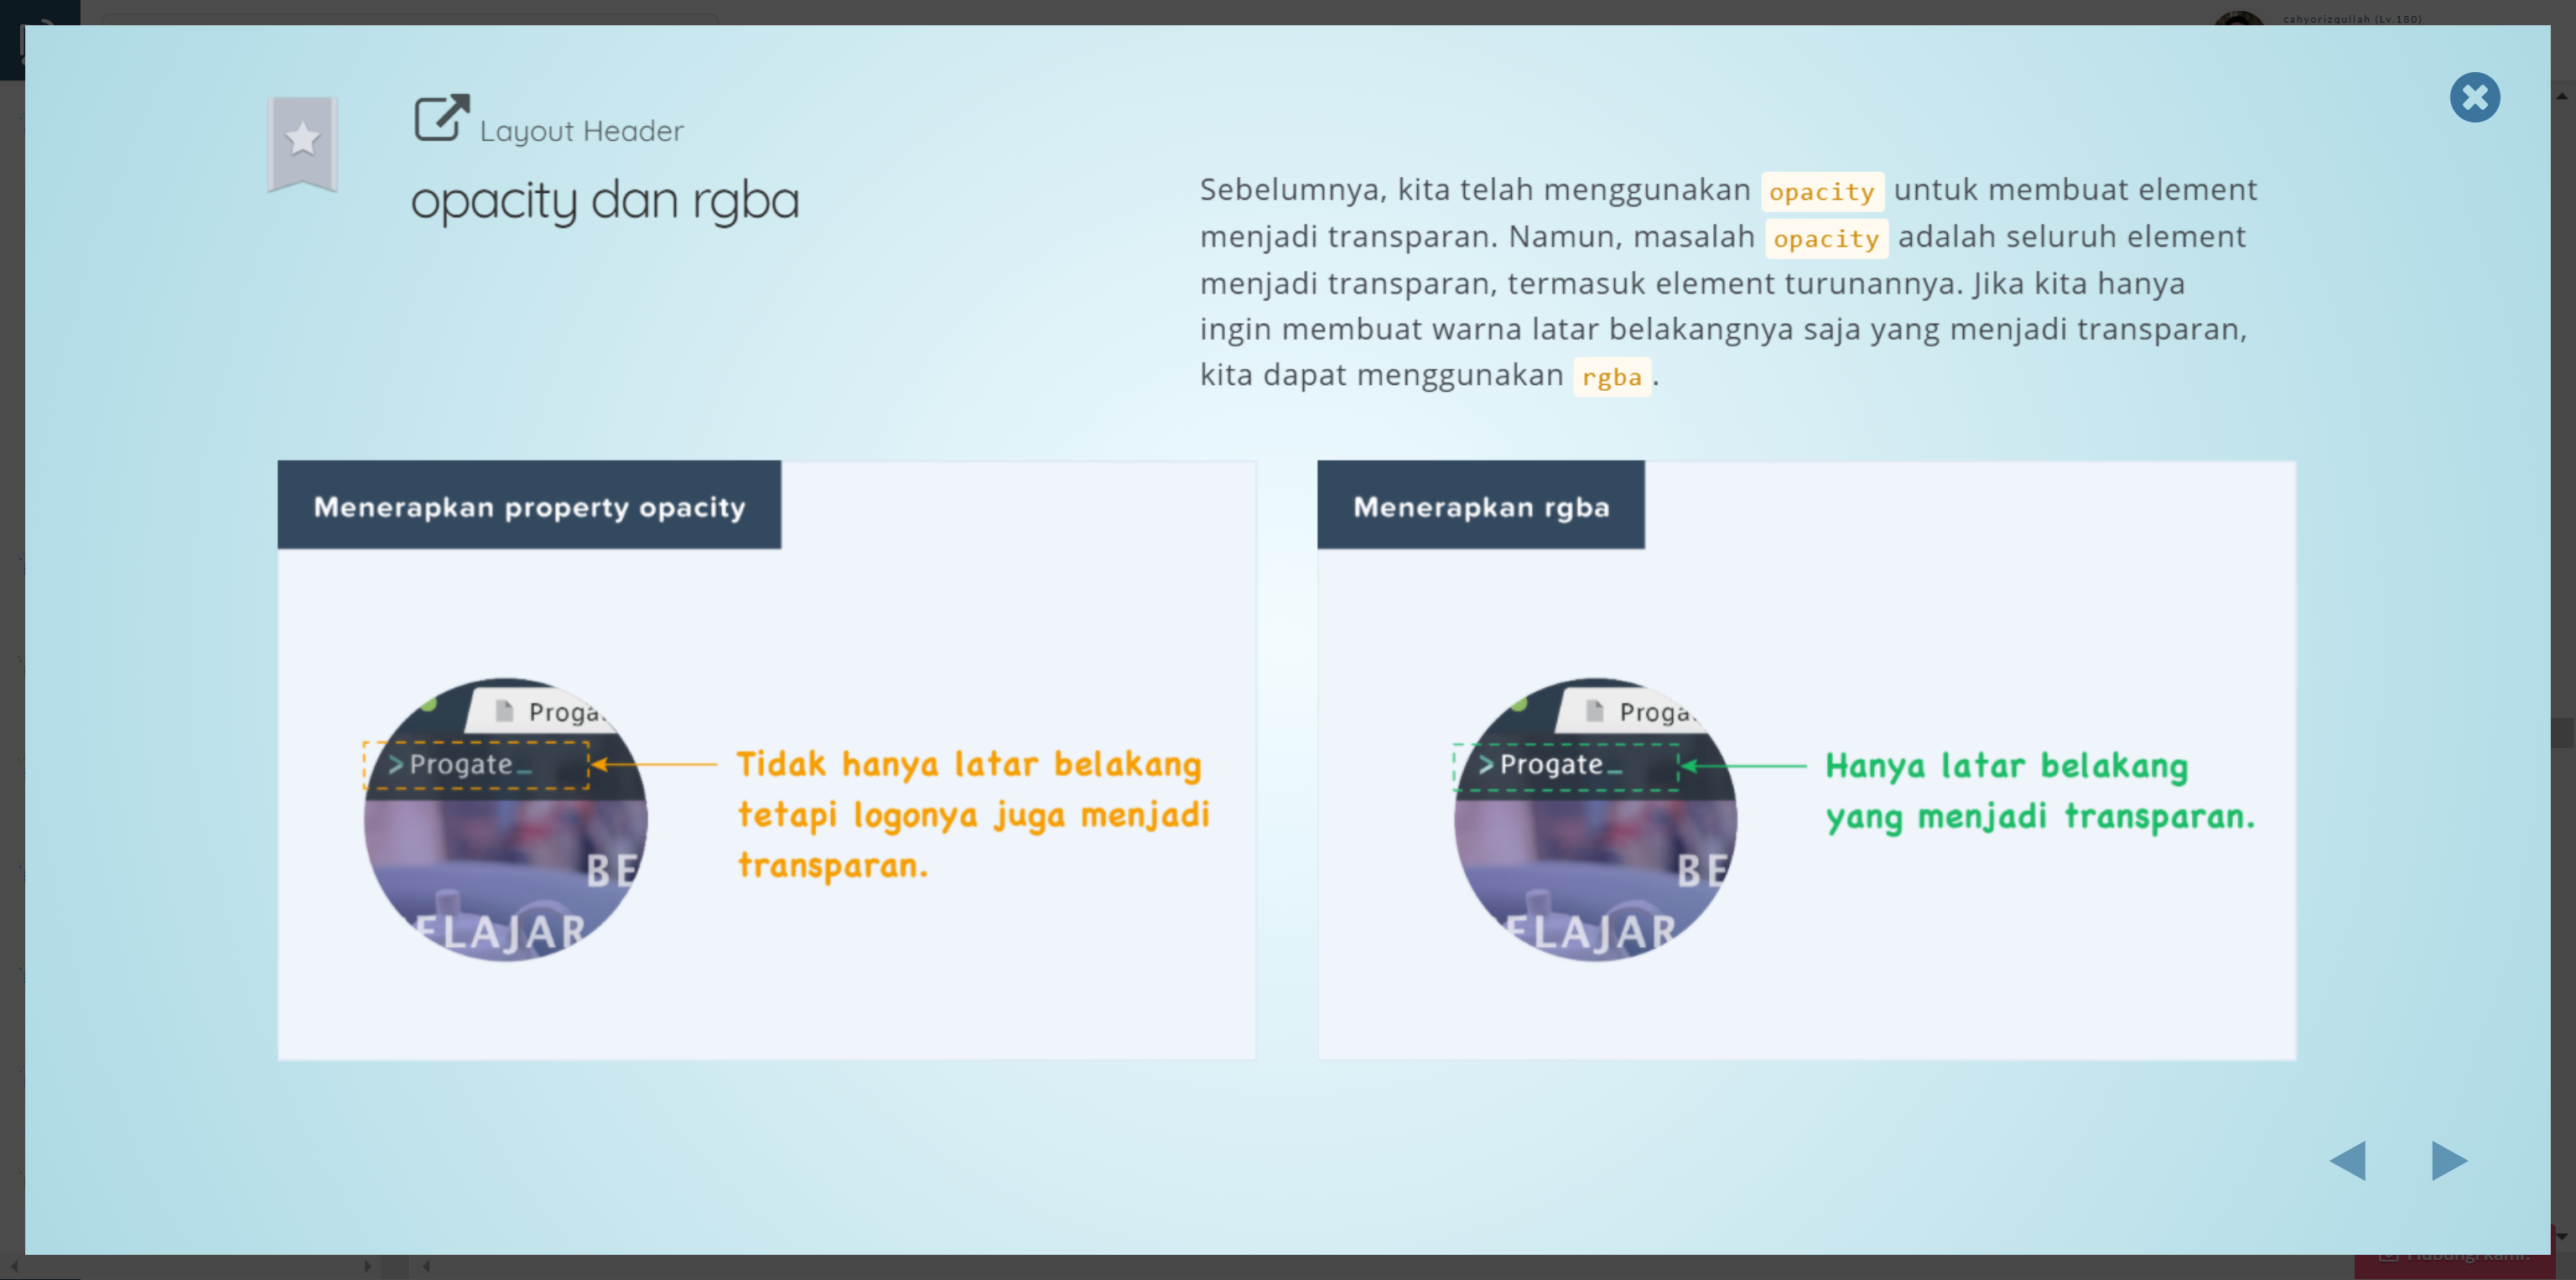 cahyorizqullah (Lv.180)
Layout Header
opacity dan rgba
Sebelumnya, kita telah menggunakan opacity untuk membuat element
menjadi transparan. Namun, masalah opacity adalah seluruh element
menjadi transparan, termasuk element turunannya. Jika kita hanya
ingin membuat warna latar belakangnya saja yang menjadi transparan,
kita dapat menggunakan rgba.
Menerapkan property opacity
Proga
>Progate_
BE
ELAJAR
Tidak hanya latar belakang
tetapi logonya juga menjadi
transparan.
Menerapkan rgba
Proga
>Progate_
BE
ELAJAR
Hanya latar belakang
yang menjadi transparan.
Hubungi kami.